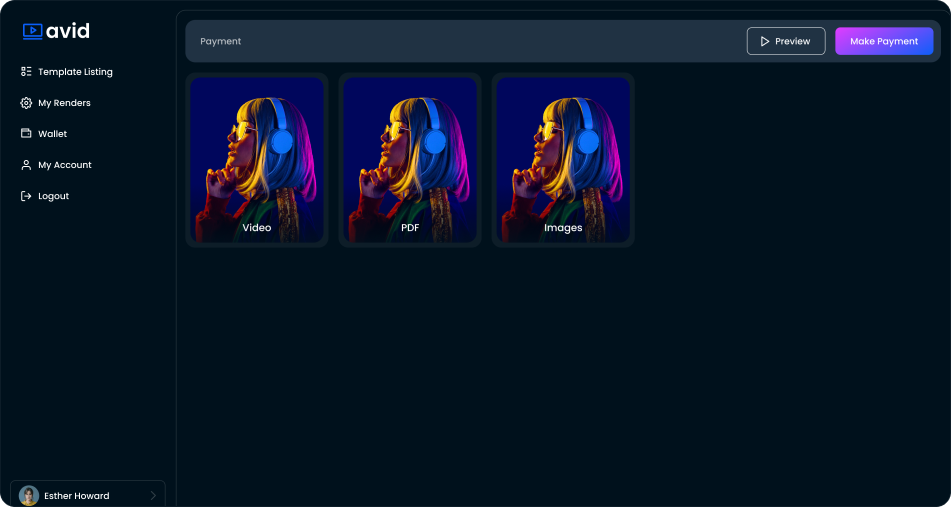 avid
Template Listing
My Renders
Wallet
My Account
Logout
Esther Howard
Payment
Preview
Make Payment
Video
PDF
Images